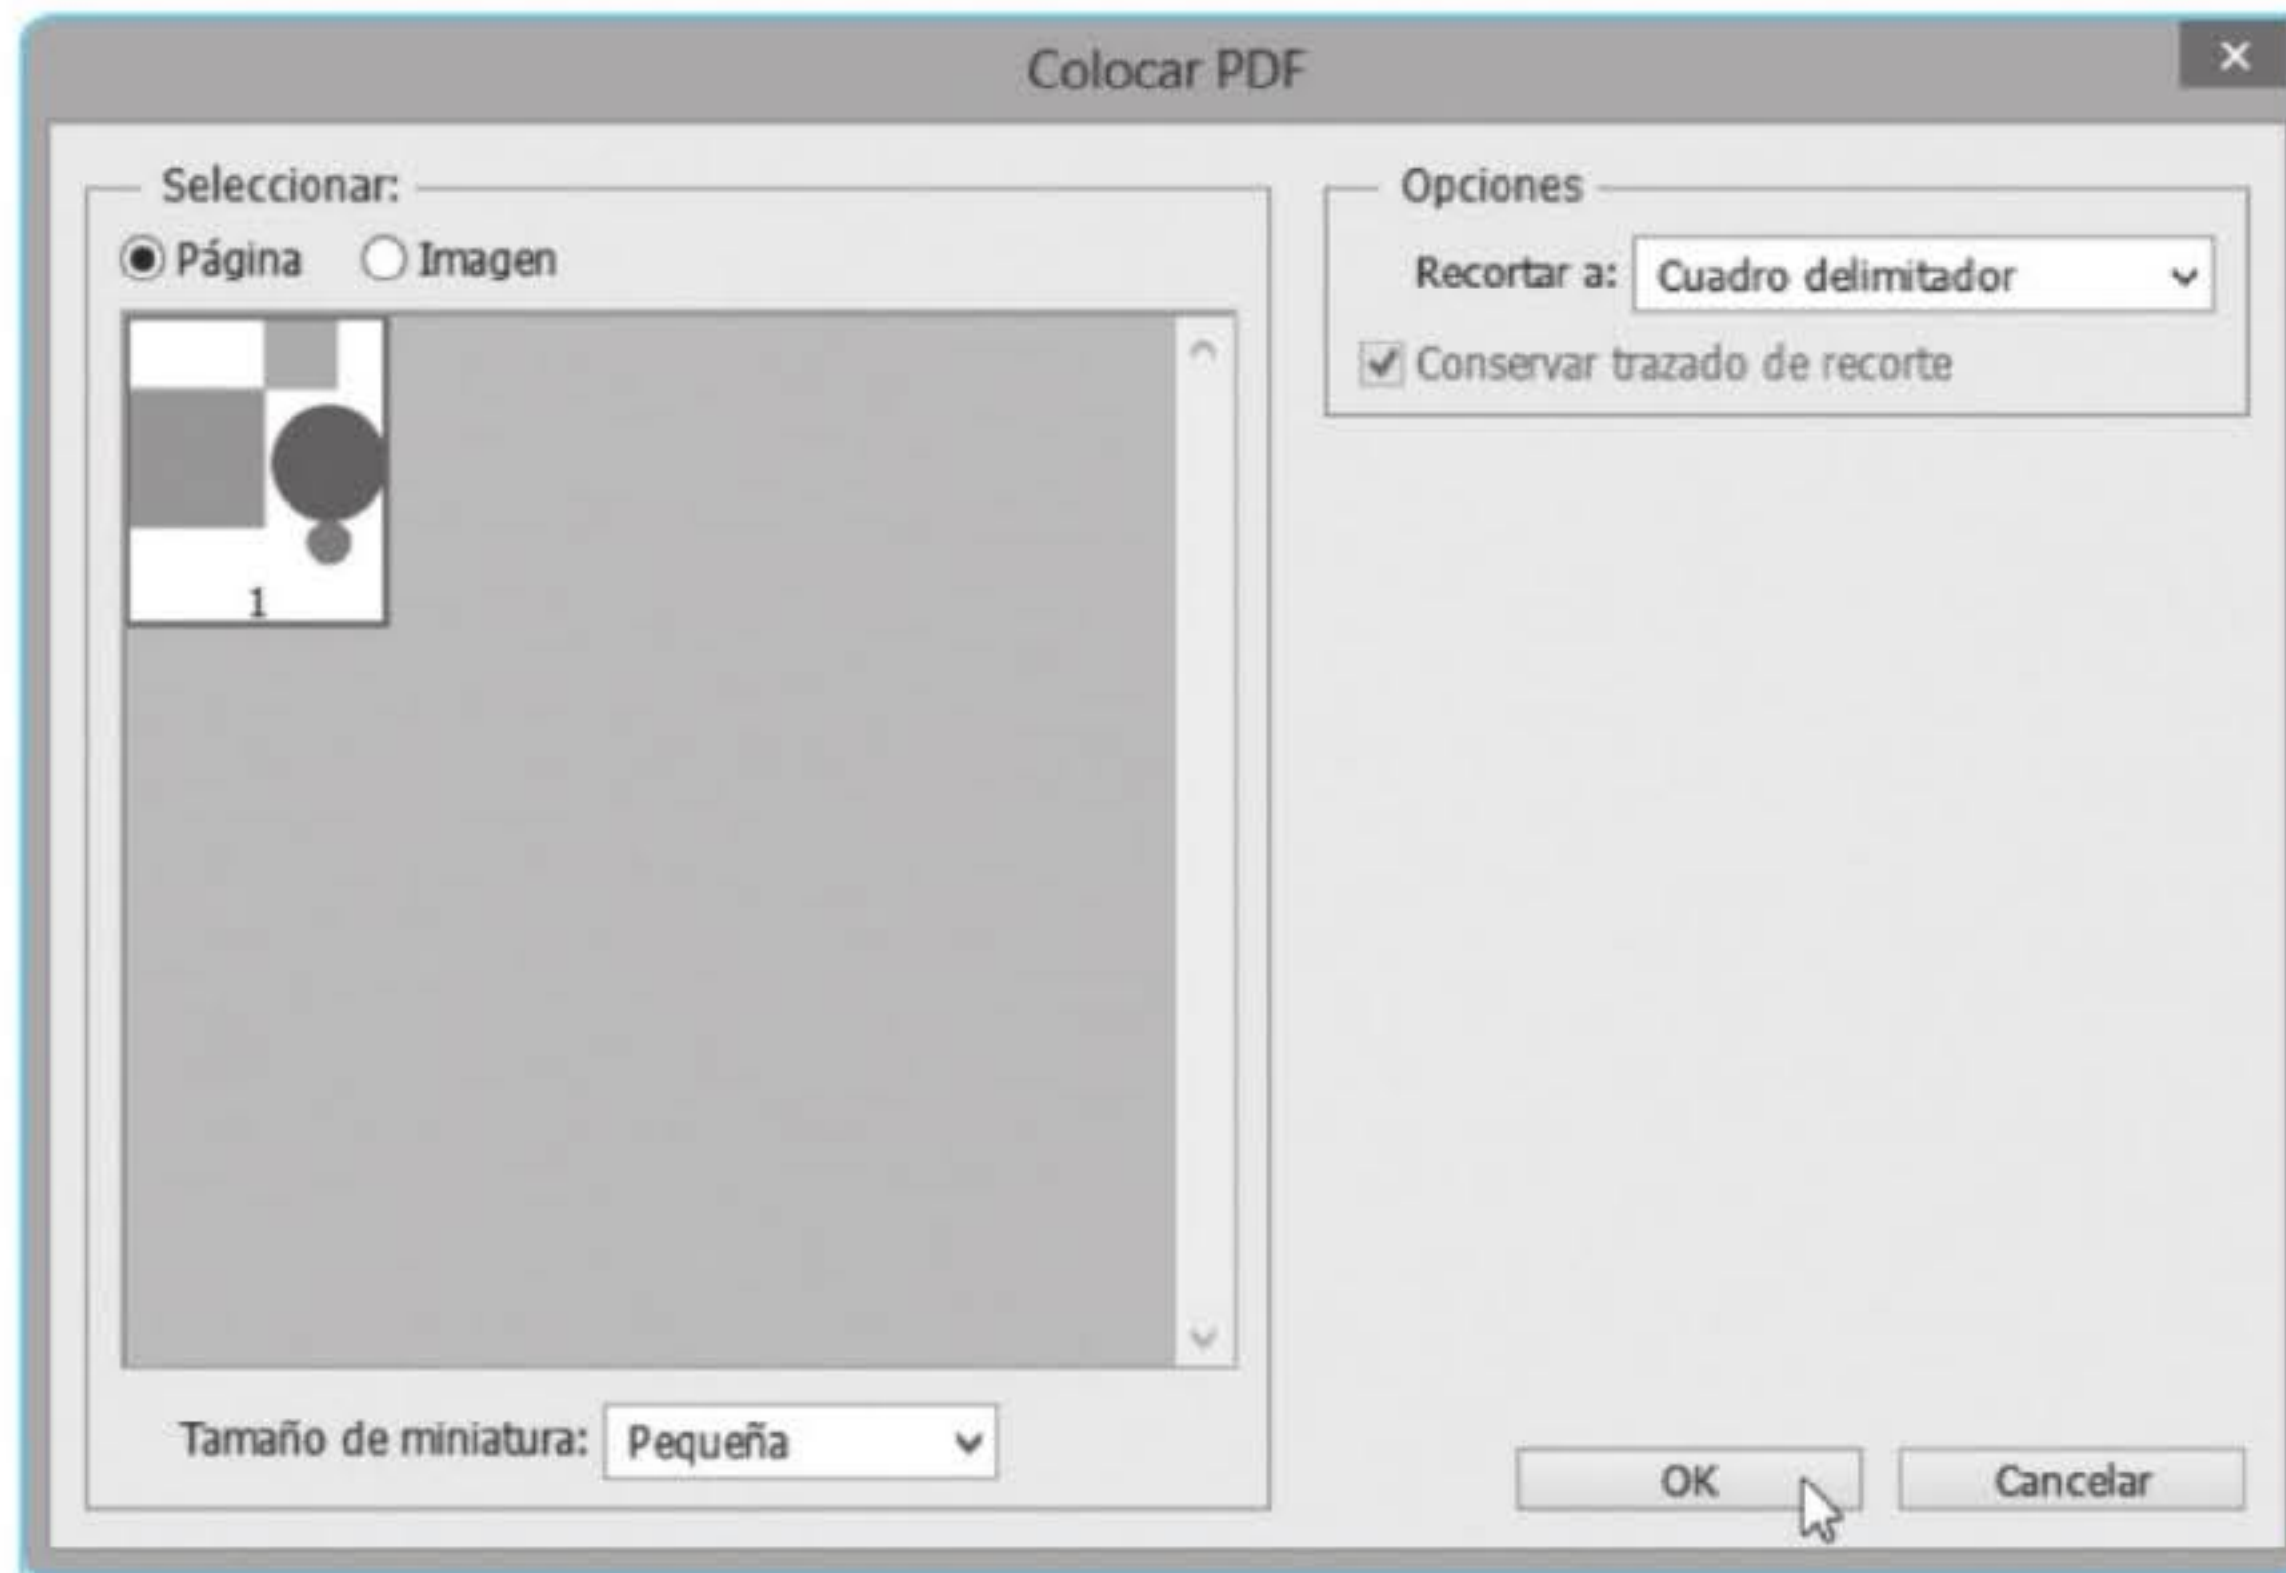 Colocar PDF
Seleccionar:
Página Imagen
1
Tamaño de miniatura: Pequeña
Opciones
Recortar a: Cuadro delimitador
Conservar trazado de recorte
OK Cancelar